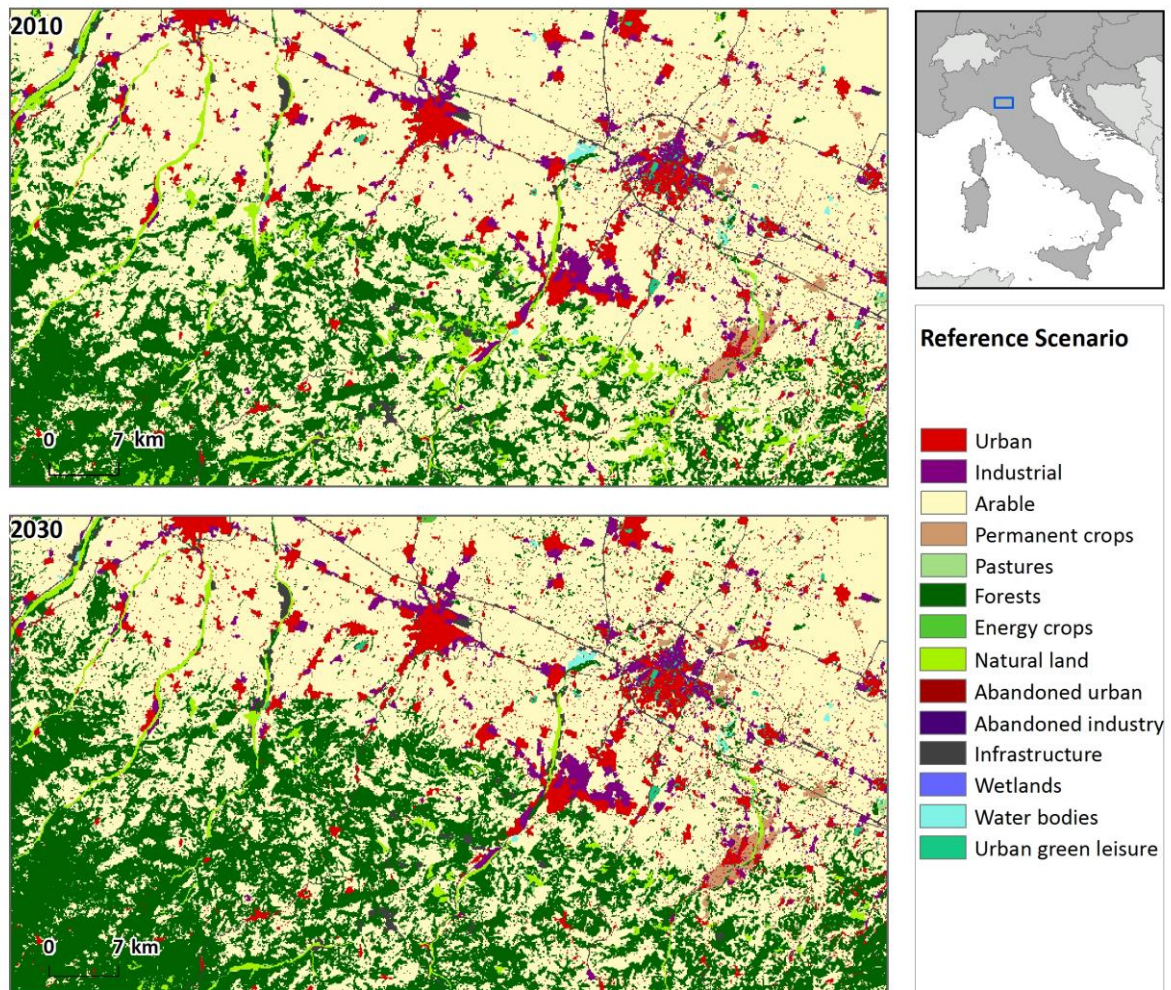 2010
0 7 km
2030
0 7 km
Reference Scenario
Urban
Industrial
Arable
Permanent crops
Pastures
Forests
Energy crops
Natural land
Abandoned urban
Abandoned industry
Infrastructure
Wetlands
Water bodies
Urban green leisure